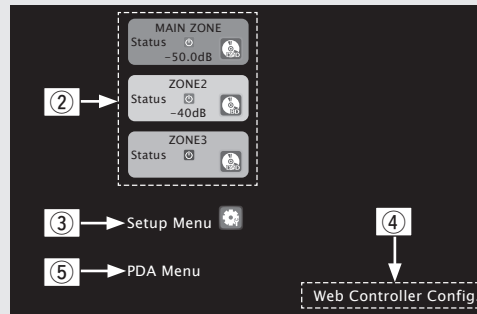 MAIN ZONE
Status
-50.0dB
② ZONE2
Status
-40dB
ZONE3
Status
③ Setup Menu
④
⑤ PDA Menu
Web Controller Config.